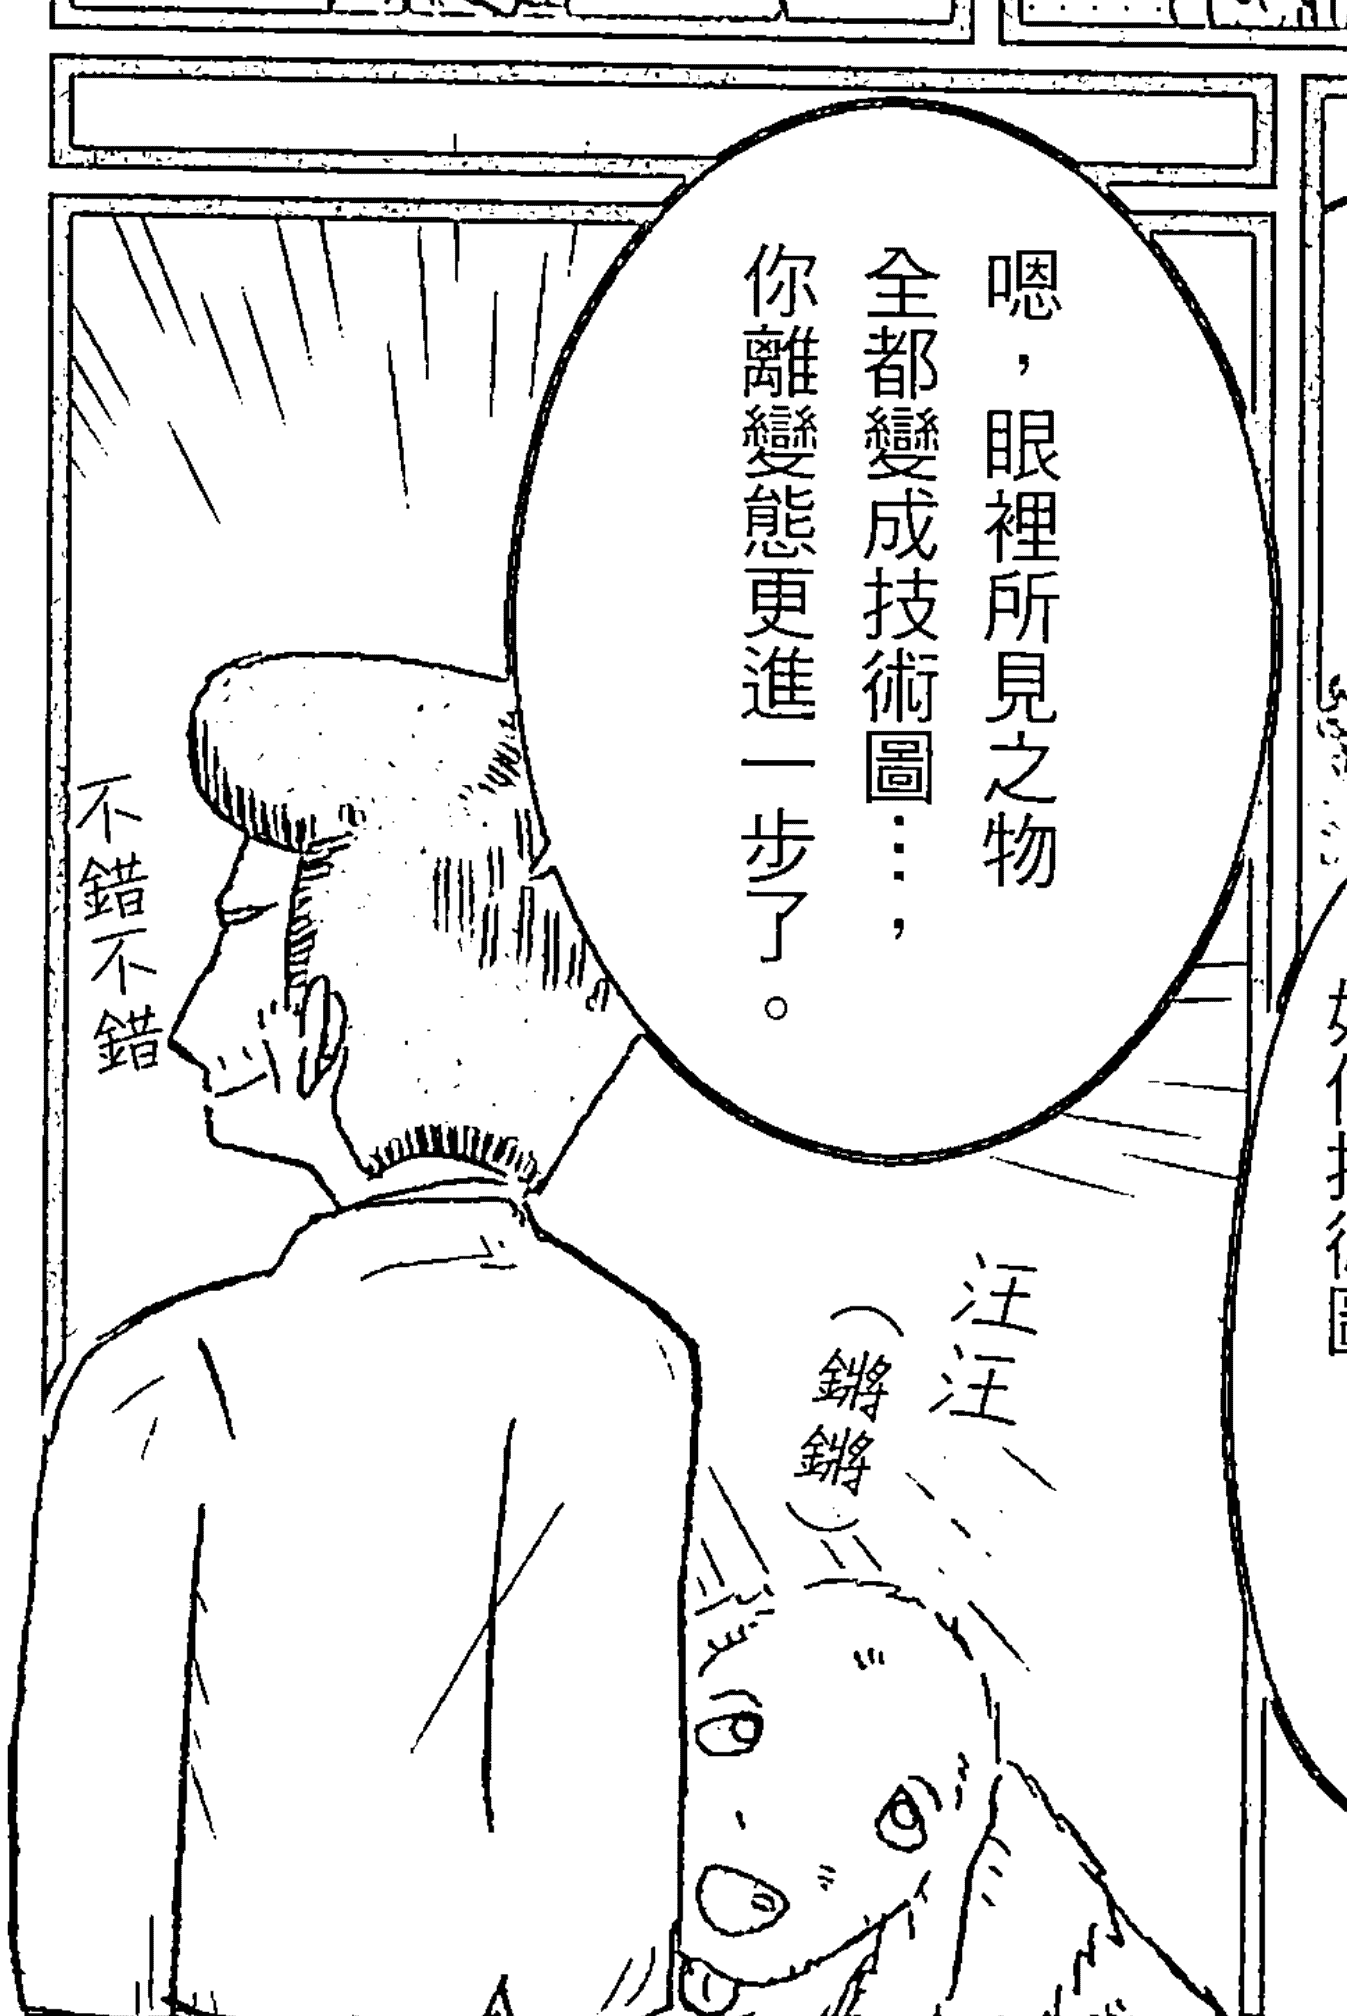 嗯，眼裡所見之物
全都變成技術圖⋯⋯，
你離變態更進一步了。
不錯不錯
汪汪
（鏘鏘）